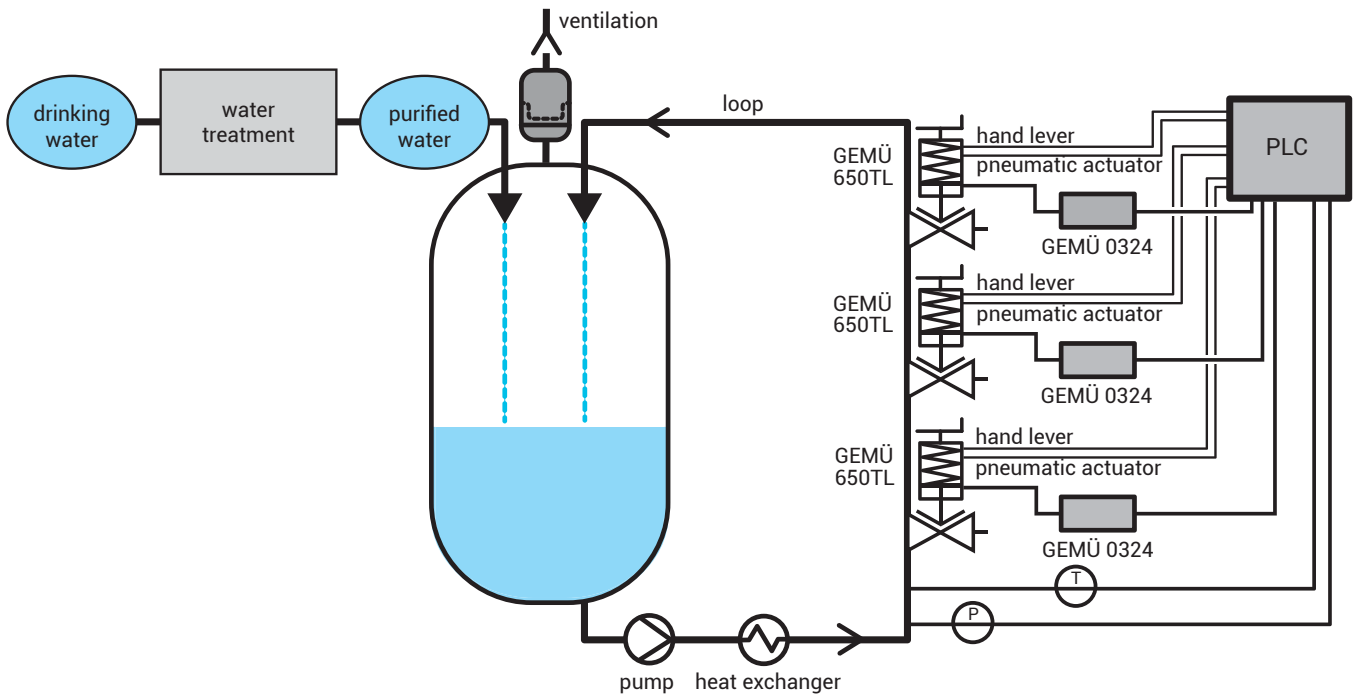 ventilation
drinking
water
water
treatment
purified
water
loop
hand lever
pneumatic actuator
GEMÜ
650TL
PLC
GEMÜ 0324
hand lever
pneumatic actuator
GEMÜ
650TL
GEMÜ 0324
hand lever
pneumatic actuator
GEMÜ
650TL
GEMÜ 0324
T
P
pump
heat exchanger